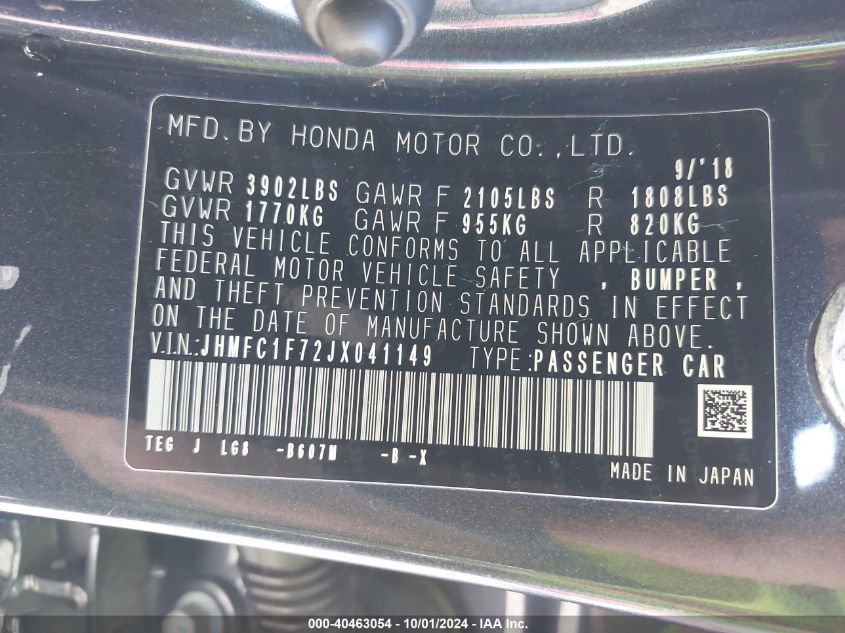 MFD. BY HONDA MOTOR CO.,LTD.
9/'18
GVWR 3902LBS GAWR F 2105LBS R 1808LBS
GVWR 1770KG GAWR F 955KG R 820KG
THIS VEHICLE CONFORMS TO ALL APPLICABLE
FEDERAL MOTOR VEHICLE SAFETY , BUMPER ,
AND THEFT PREVENTION STANDARDS IN EFFECT
ON THE DATE OF MANUFACTURE SHOWN ABOVE.
V.I.N.:JHMFC1F72JX041149 TYPE:PASSENGER CAR
TEG J LG8 -B607M -B -X
MADE IN JAPAN
000-40463054 - 10/01/2024 - IAA, LLC